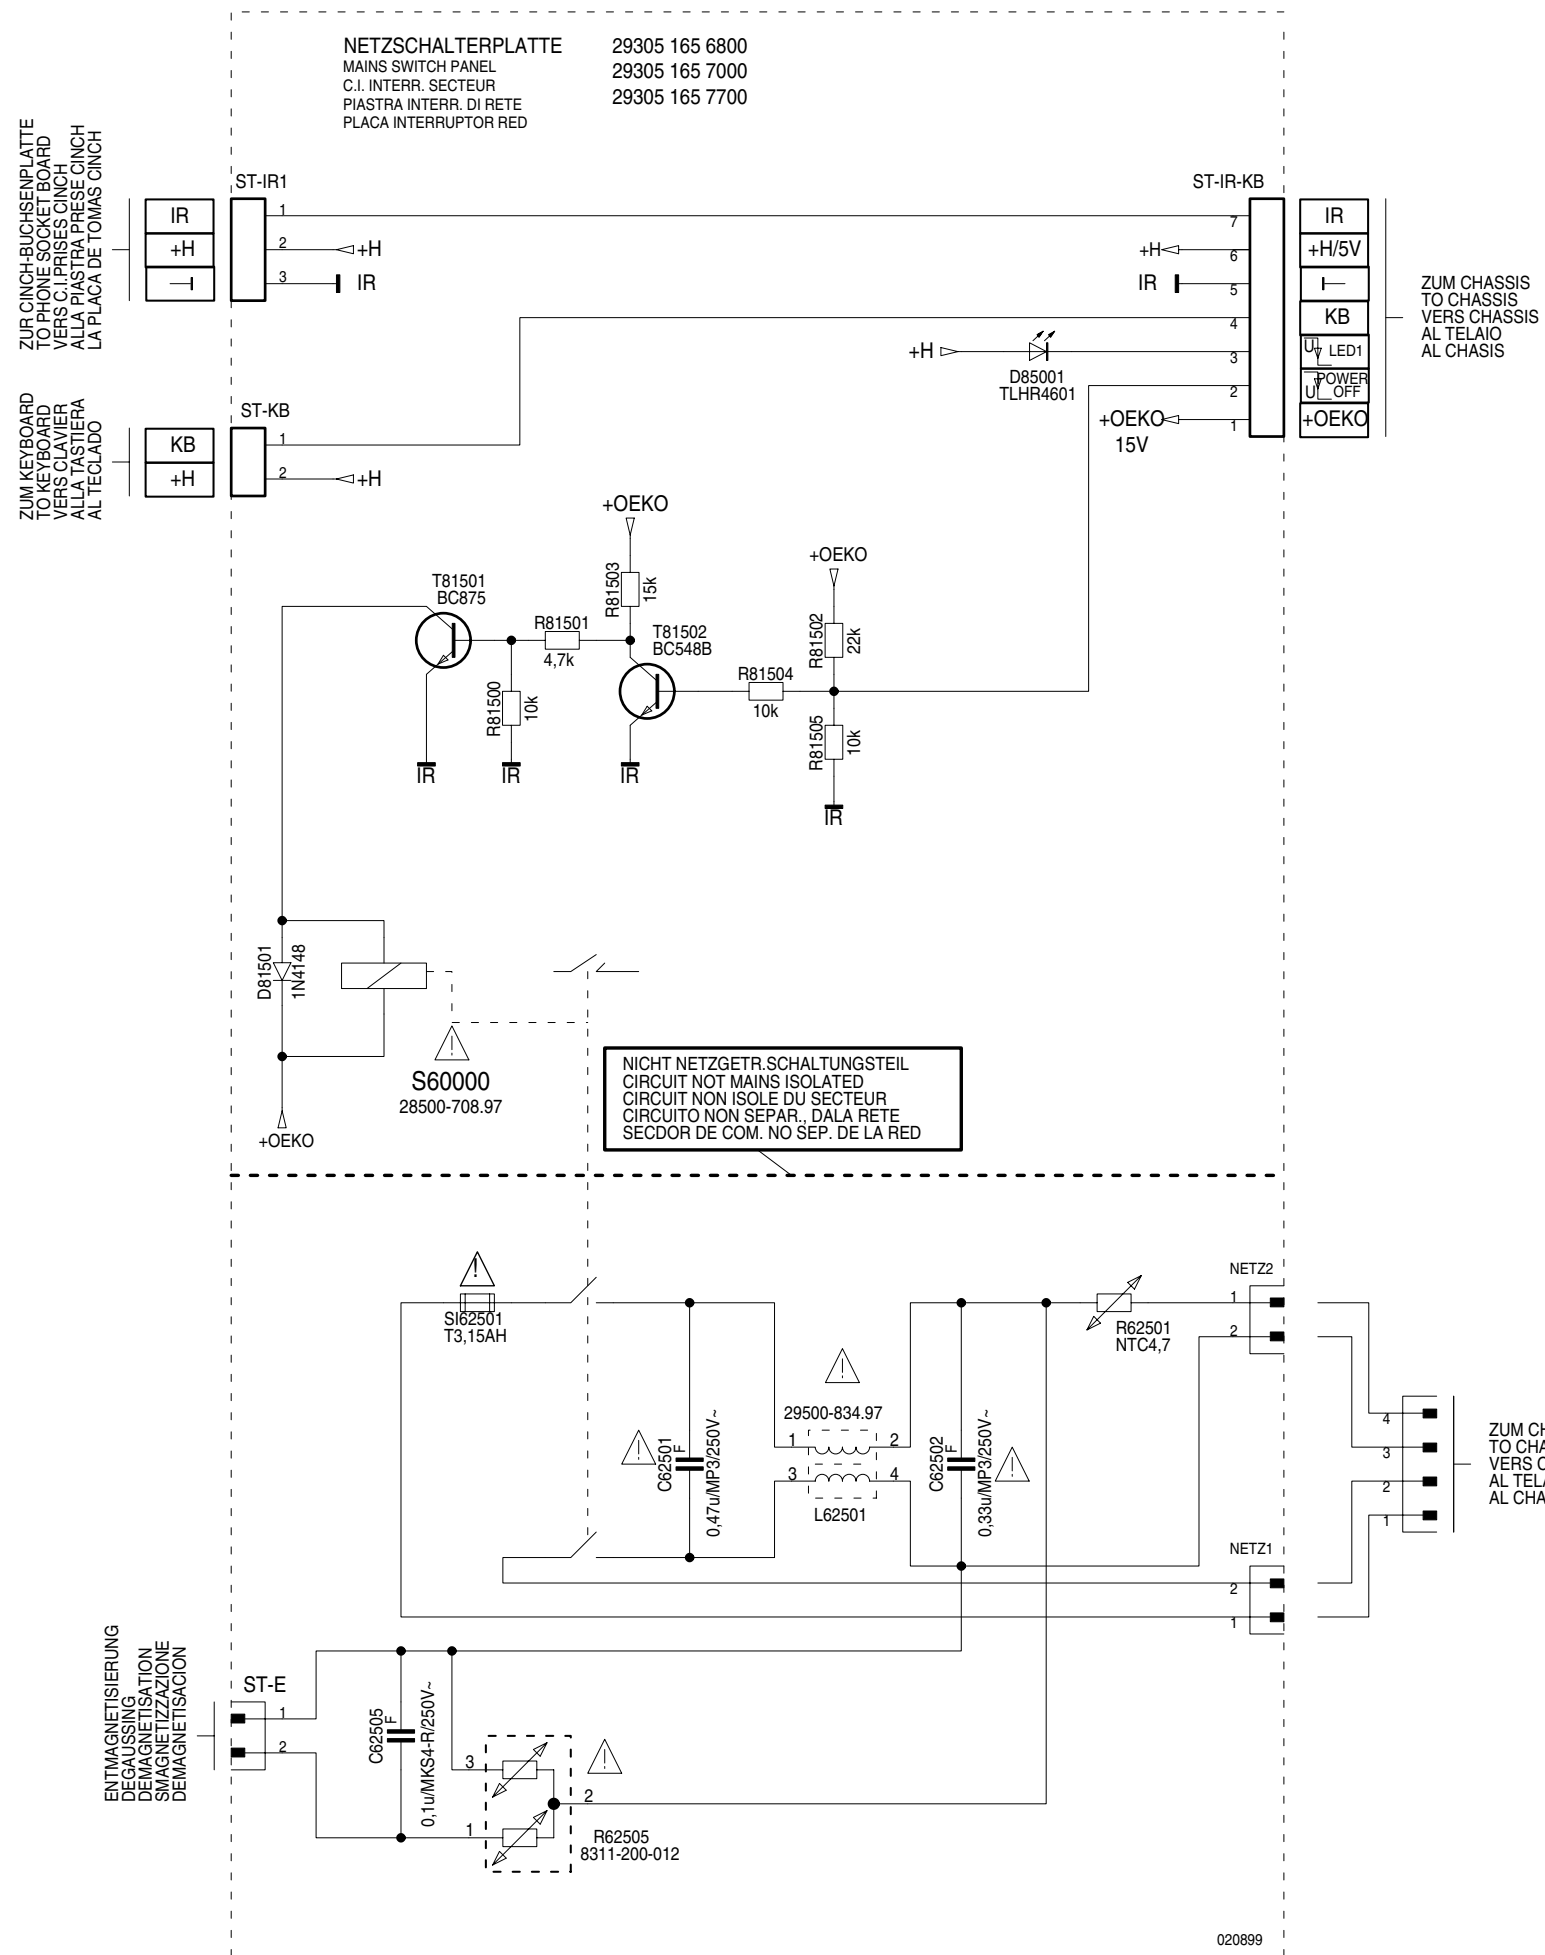 NETZSCHALTERPLATTE 29305 165 6800
MAINS SWITCH PANEL 29305 165 7000
C.I. INTERR. SECTEUR
PIASTRA INTERR. DI RETE 29305 165 7700
PLACA INTERRUPTOR RED
ZUR CINCH-BUCHSENPLATTE
TO PHONE SOCKET BOARD
VERS C.I.PRISES CINCH
ALLA PIASTRA PRESE CINCH
LA PLACA DE TOMAS CINCH
IR
+H
ST-IR1
1
2
3
+H
IR
ST-IR-KB
7
6
5
4
3
2
1
+H
IR
+H
D85001
TLHR4601
+OEKO
15V
IR
+H/5V
KB
U LED1
U POWER
OFF
+OEKO
ZUM CHASSIS
TO CHASSIS
VERS CHASSIS
AL TELAIO
AL CHASIS
ZUM KEYBOARD
TO KEYBOARD
VERS CLAVIER
ALLA TASTIERA
AL TECLADO
KB
+H
ST-KB
1
2
+H
+OEKO
R81503
15k
+OEKO
R81502
22k
T81501
BC875
R81501
4,7k
T81502
BC548B
R81504
10k
R81500
10k
R81505
10k
IR
IR
IR
IR
D81501
1N4148
S60000
28500-708.97
+OEKO
NICHT NETZGETR.SCHALTUNGSTEIL
CIRCUIT NOT MAINS ISOLATED
CIRCUIT NON ISOLE DU SECTEUR
CIRCUITO NON SEPAR., DALA RETE
SECDOR DE COM. NO SEP. DE LA RED
!
SI62501
T3,15AH
NETZ2
1
2
R62501
NTC4,7
!
29500-834.97
1
2
3
4
L62501
!
C62501
F
0,47u/MP3/250V~
C62502
F
0,33u/MP3/250V~
!
4
3
2
1
ZUM CH
TO CHA
VERS C
AL TELA
AL CHA
NETZ1
2
1
ENTMAGNETISIERUNG
DEGAUSSING
DEMAGNETISATION
SMAGNETIZZAZIONE
DEMAGNETISACION
ST-E
1
2
C62505
F
0,1u/MKS4-R/250V~
3
1
2
!
R62505
8311-200-012
!
020899